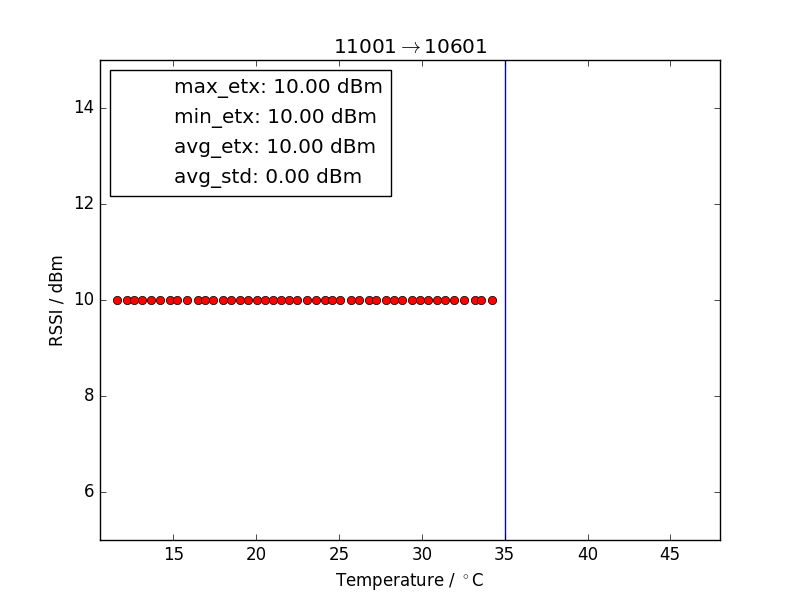 11001→10601
max_etx: 10.00 dBm
min_etx: 10.00 dBm
avg_etx: 10.00 dBm
avg_std: 0.00 dBm
14
12
10
8
6
RSSI / dBm
15 20 25 30 35 40 45
Temperature / °C